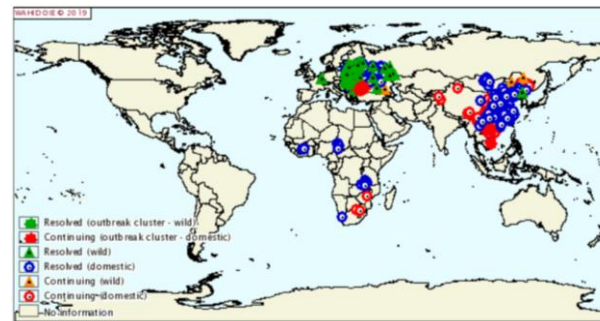 WAHID©OIE © 2019
Resolved (outbreak cluster - wild)
Continuing (outbreak cluster - domestic)
Resolved (wild)
Resolved (domestic)
Continuing (wild)
Continuing (domestic)
No information